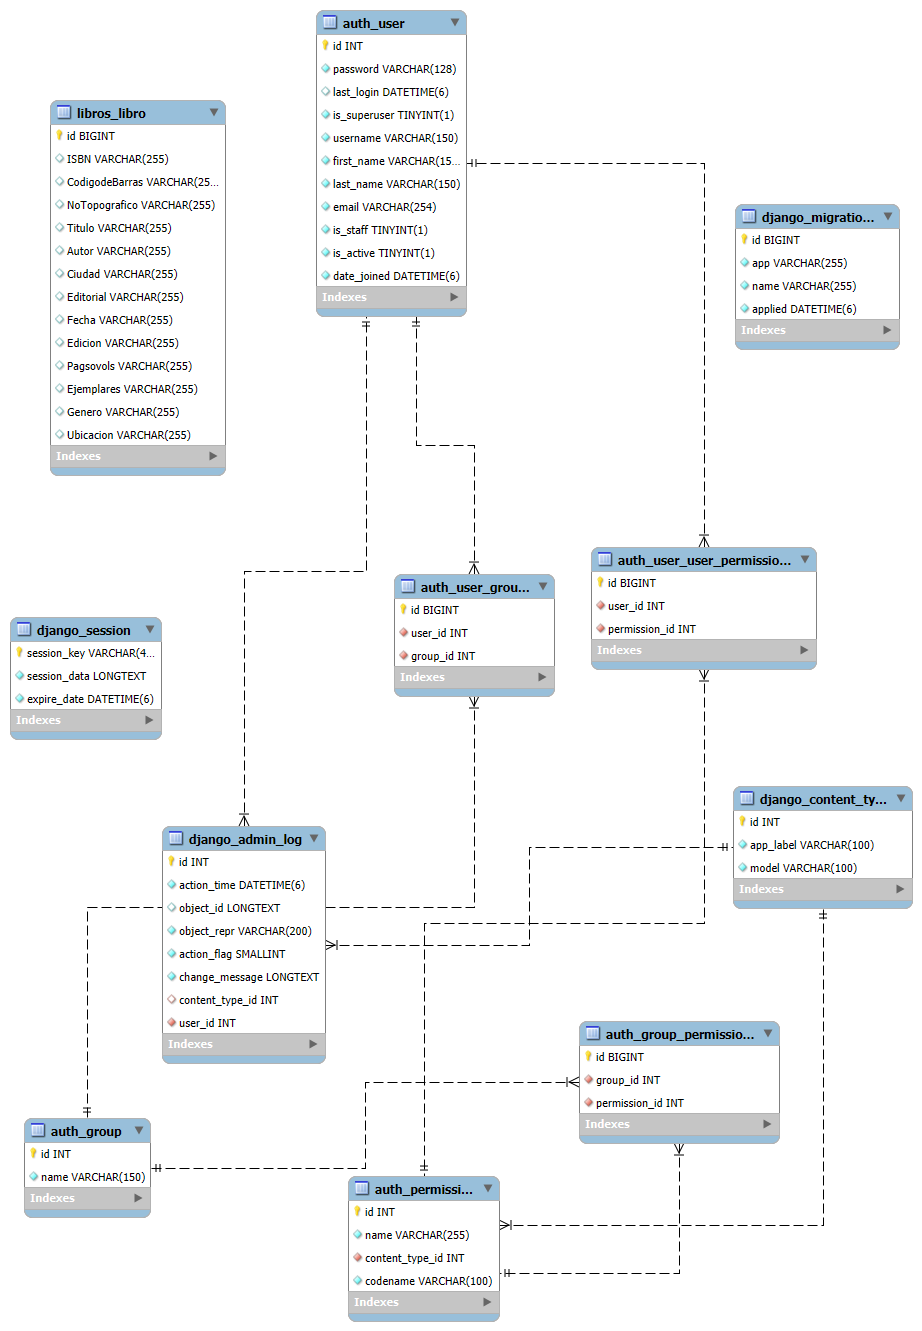 auth_user
id INT
password VARCHAR(128)
last_login DATETIME(6)
is_superuser TINYINT(1)
username VARCHAR(150)
first_name VARCHAR(15...
last_name VARCHAR(150)
email VARCHAR(254)
is_staff TINYINT(1)
is_active TINYINT(1)
date_joined DATETIME(6)
Indexes
libros_libro
id BIGINT
ISBN VARCHAR(255)
CodigodeBarras VARCHAR(25...
NoTopografico VARCHAR(255)
Titulo VARCHAR(255)
Autor VARCHAR(255)
Ciudad VARCHAR(255)
Editorial VARCHAR(255)
Fecha VARCHAR(255)
Edicion VARCHAR(255)
Pagsovols VARCHAR(255)
Ejemplares VARCHAR(255)
Genero VARCHAR(255)
Ubicacion VARCHAR(255)
Indexes
django_migratio...
id BIGINT
app VARCHAR(255)
name VARCHAR(255)
applied DATETIME(6)
Indexes
auth_user_user_permissio...
id BIGINT
user_id INT
permission_id INT
Indexes
auth_user_grou...
id BIGINT
user_id INT
group_id INT
Indexes
django_session
session_key VARCHAR(4...
session_data LONGTEXT
expire_date DATETIME(6)
Indexes
django_content_ty...
id INT
app_label VARCHAR(100)
model VARCHAR(100)
Indexes
django_admin_log
id INT
action_time DATETIME(6)
object_id LONGTEXT
object_repr VARCHAR(200)
action_flag SMALLINT
change_message LONGTEXT
content_type_id INT
user_id INT
Indexes
auth_group_permissio...
id BIGINT
group_id INT
permission_id INT
Indexes
auth_group
id INT
name VARCHAR(150)
Indexes
auth_permissi...
id INT
name VARCHAR(255)
content_type_id INT
codename VARCHAR(100)
Indexes